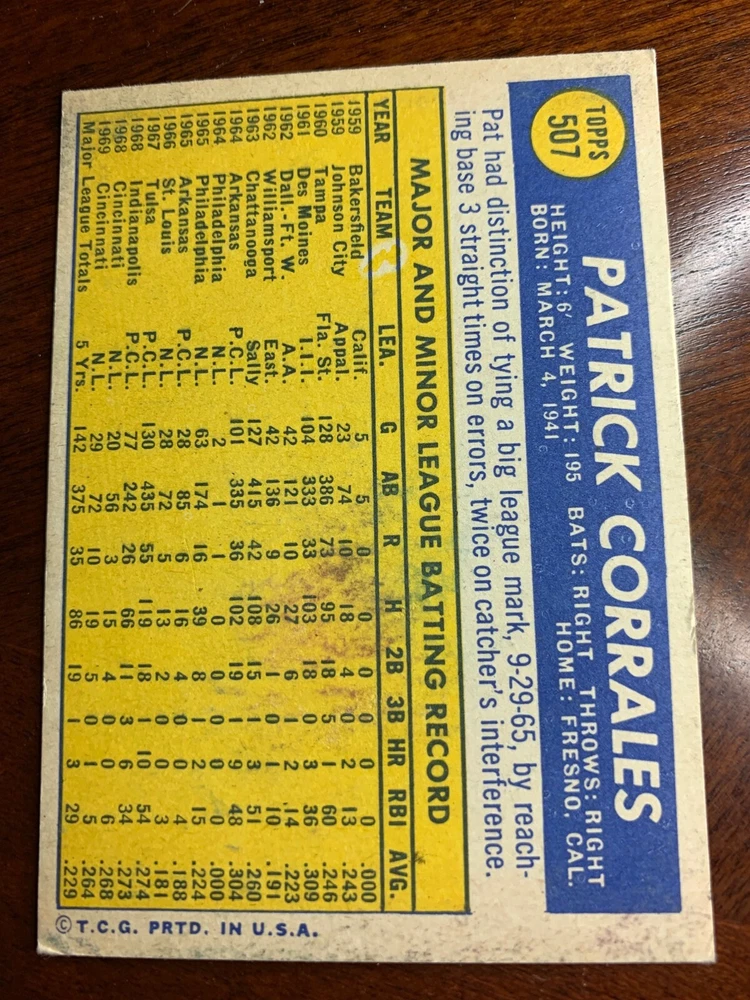 TOPPS
507
PATRICK CORRALES
HEIGHT: 6' WEIGHT: 195 BATS: RIGHT THROWS: RIGHT
BORN: MARCH 4, 1941 HOME: FRESNO, CAL.
Pat had distinction of tying a big league mark, 9-29-65, by reach-
ing base 3 straight times on errors, twice on catcher's interference.
MAJOR AND MINOR LEAGUE BATTING RECORD
YEAR TEAM LEA. G AB R H 2B 3B HR RBI AVG.
1959 Bakersfield Calif. 5 5 0 0 0 0 0 0 .000
1959 Johnson City Appal. 23 74 10 18 4 0 2 13 .243
1960 Tampa Fla. St. 128 386 73 95 18 5 1 60 .246
1961 Des Moines I.I.I. 104 333 33 103 18 0 3 36 .309
1962 Dall.-Ft. W. A.A. 42 121 10 27 6 1 2 14 .223
1962 Williamsport East. 42 136 9 26 1 0 1 10 .191
1963 Chattanooga Sally 127 415 42 108 15 1 3 51 .260
1964 Arkansas P.C.L. 101 335 36 102 19 1 9 48 .304
1964 Philadelphia N.L. 2 1 1 0 0 0 0 0 .000
1965 Philadelphia N.L. 63 174 16 39 8 1 2 15 .224
1965 Arkansas P.C.L. 28 85 6 16 4 0 0 4 .188
1966 St. Louis N.L. 28 72 5 13 2 0 0 3 .181
1967 Tulsa P.C.L. 130 435 55 119 18 1 10 54 .274
1968 Indianapolis P.C.L. 77 242 26 66 11 3 6 34 .273
1968 Cincinnati N.L. 20 56 3 15 4 0 0 6 .268
1969 Cincinnati N.L. 29 72 10 19 5 0 1 5 .264
Major League Totals 5 Yrs. 142 375 35 86 19 1 3 29 .229
© T.C.G. PRTD. IN U.S.A.